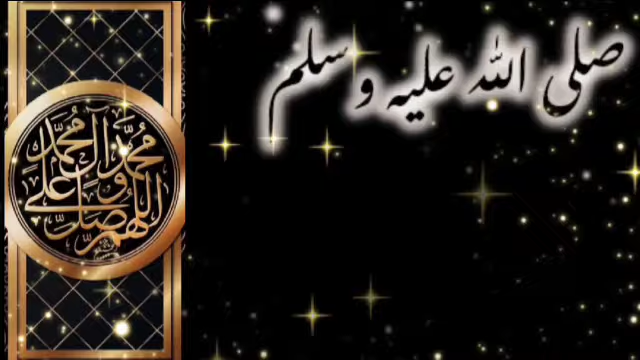 صلی اللہ علیہ وسلم
اللهم صل على محمد وآل محمد